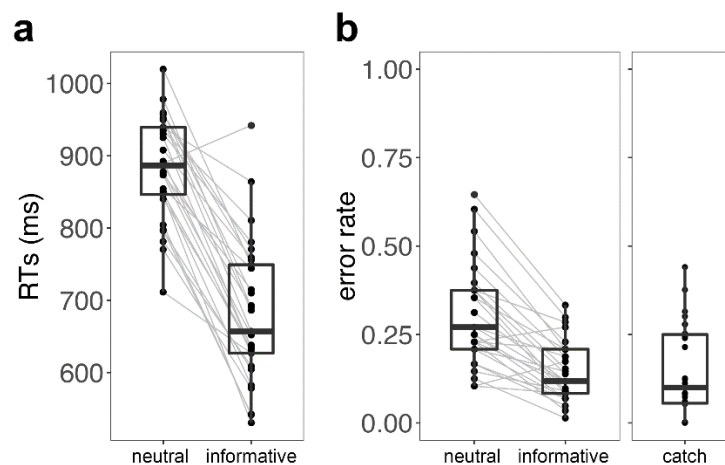 a
RTs (ms)
1000
900
800
700
600
neutral informative
b
error rate
1.00
0.75
0.50
0.25
0.00
neutral informative
catch